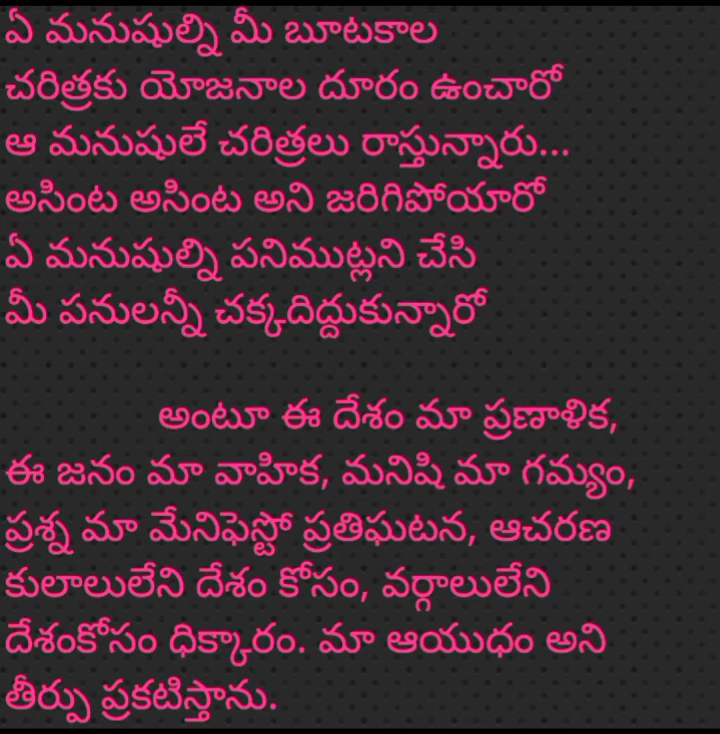 ఏ మనుషుల్ని మీ బూటకాల
చరిత్రకు యోజనాల దూరం ఉంచారో
ఆ మనుషులే చరిత్రలు రాస్తున్నారు...
అసింట అసింట అని జరిగిపోయారో
ఏ మనుషుల్ని పనిముట్లని చేసి
మీ పనులన్నీ చక్కదిద్దుకున్నారో
అంటూ ఈ దేశం మా ప్రణాళిక,
ఈ జనం మా వాహిక, మనిషి మా గమ్యం,
ప్రశ్న మా మేనిఫెస్టో ప్రతిఘటన, ఆచరణ
కులాలులేని దేశం కోసం, వర్గాలులేని
దేశంకోసం ధిక్కారం. మా ఆయుధం అని
తీర్పు ప్రకటిస్తాను.